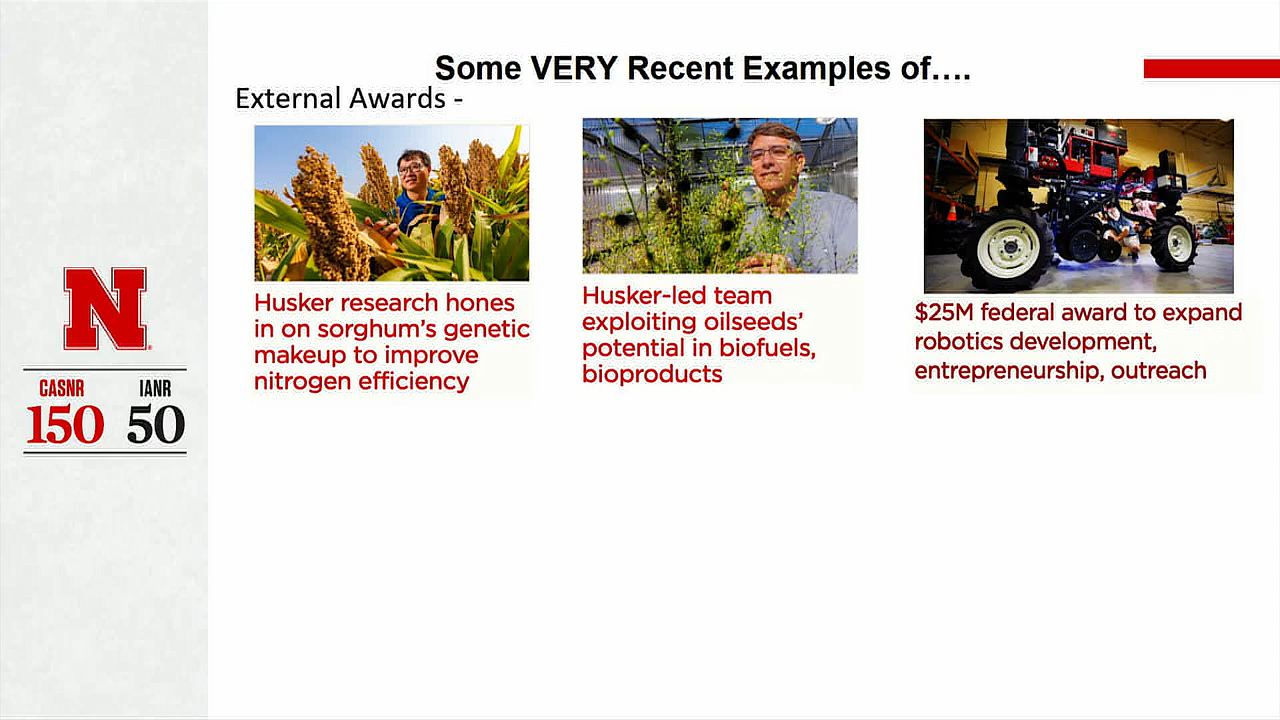 Some VERY Recent Examples of….
External Awards -
Husker research hones
in on sorghum's genetic
makeup to improve
nitrogen efficiency
Husker-led team
exploiting oilseeds'
potential in biofuels,
bioproducts
$25M federal award to expand
robotics development,
entrepreneurship, outreach
N
CASNR IANR
150 50